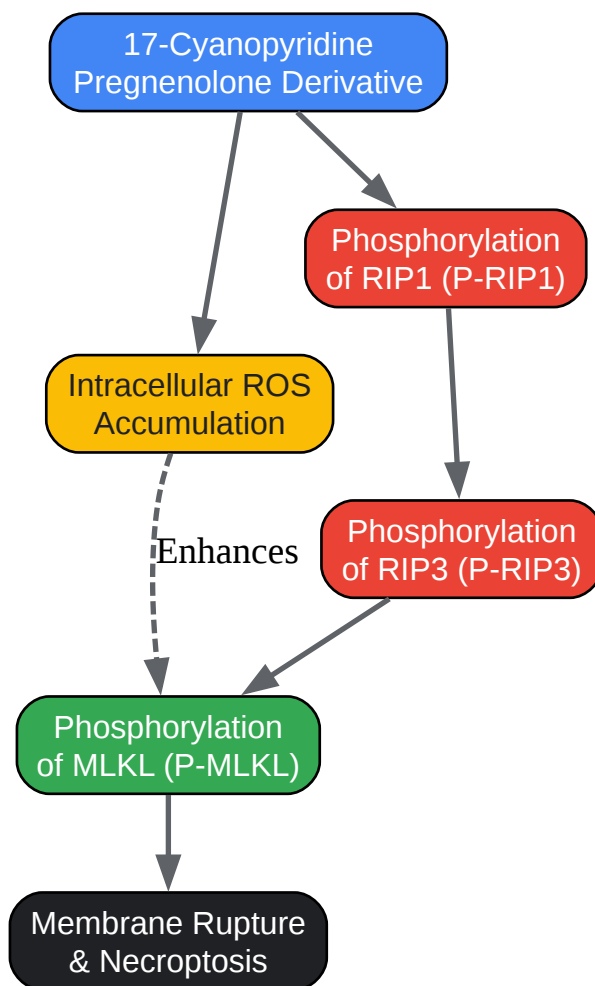 17-Cyanopyridine
Pregnenolone Derivative
Phosphorylation
of RIP1 (P-RIP1)
Intracellular ROS
Accumulation
Enhances
Phosphorylation
of RIP3 (P-RIP3)
Phosphorylation
of MLKL (P-MLKL)
Membrane Rupture
& Necroptosis